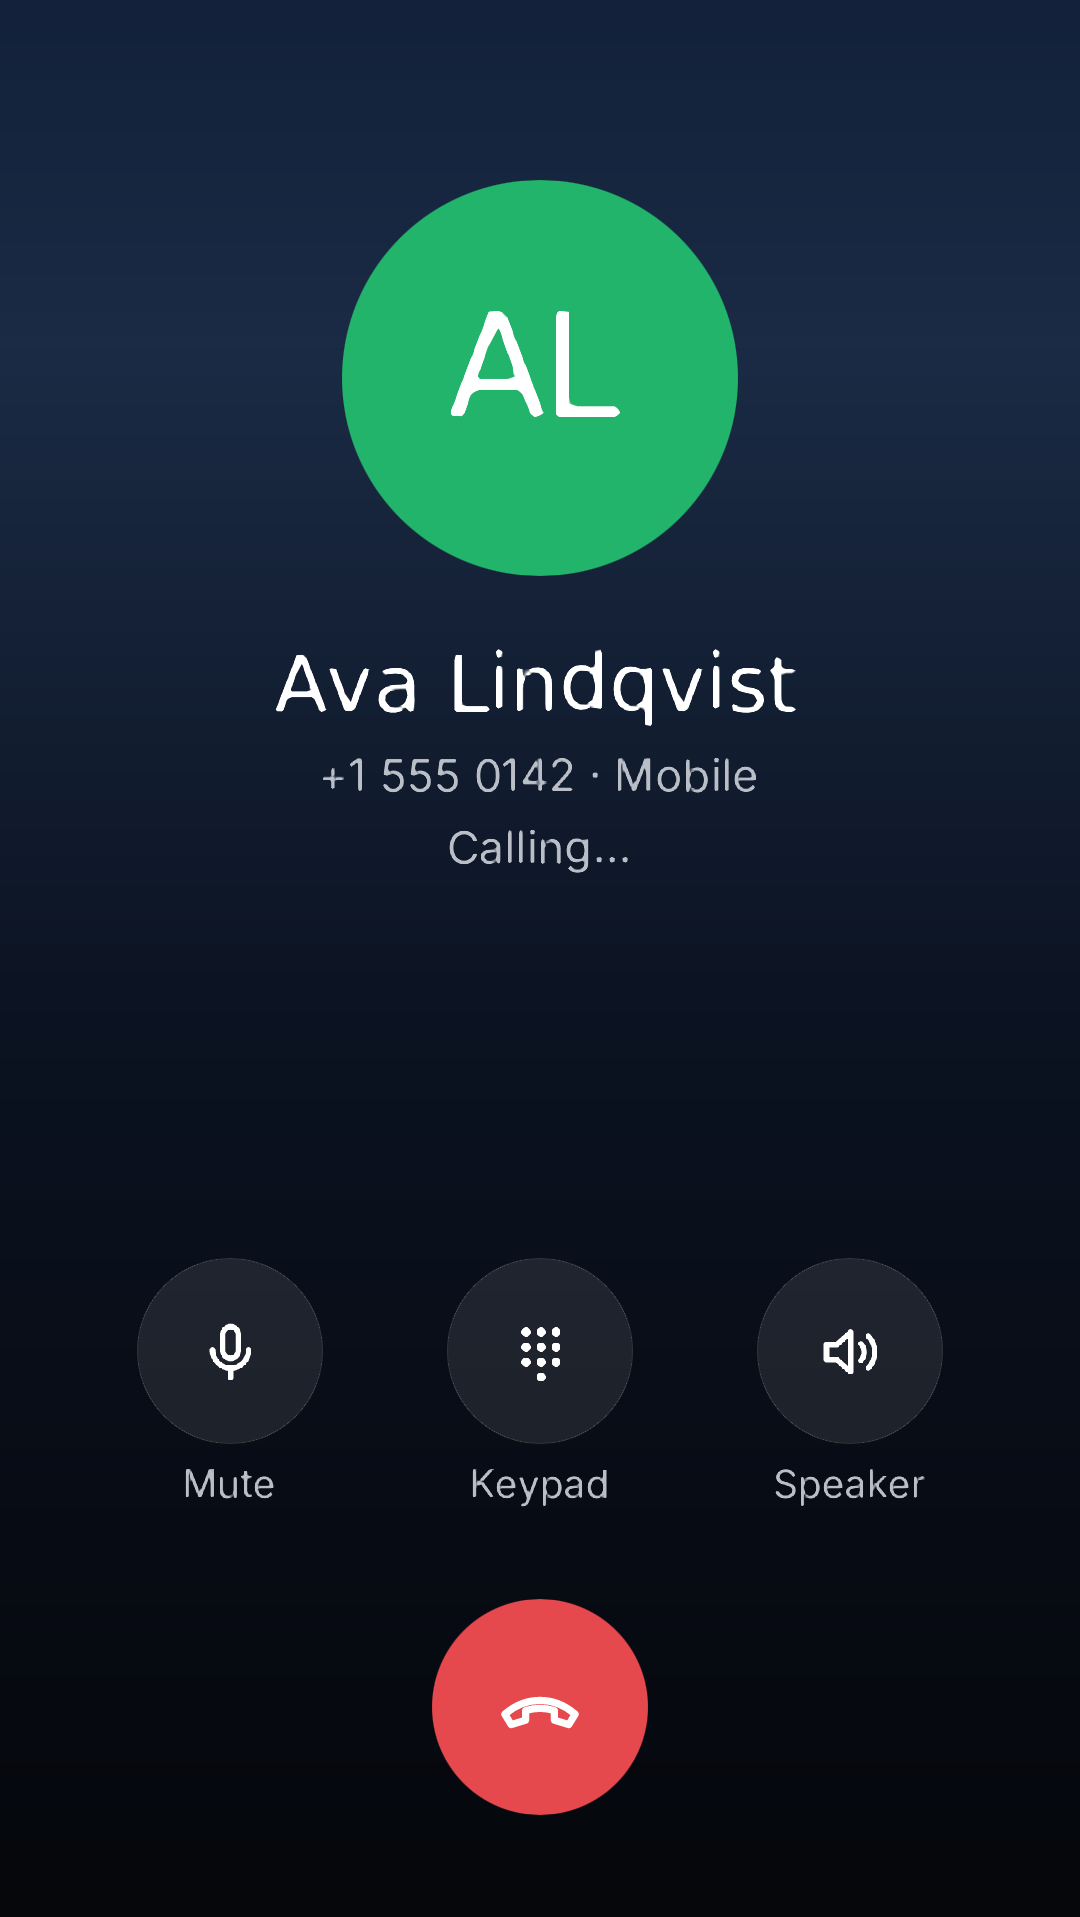 AL
Ava Lindqvist
+1 555 0142 · Mobile
Calling...
Mute Keypad Speaker